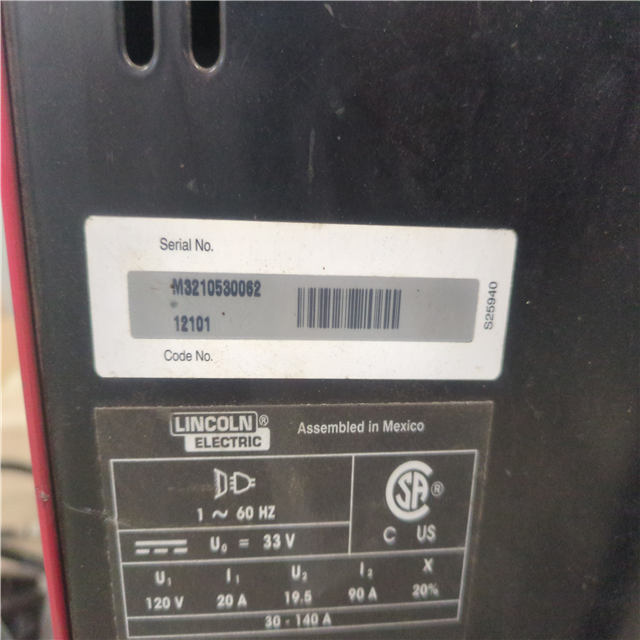 Serial No.
M3210530062
12101
Code No.
S25940
LINCOLN®
ELECTRIC
Assembled in Mexico
1 ~ 60 HZ
SA ®
C US
U0 = 33 V
U1 I1 U2 I2 X
120 V 20 A 19.5 90 A 20%
30 - 140 A